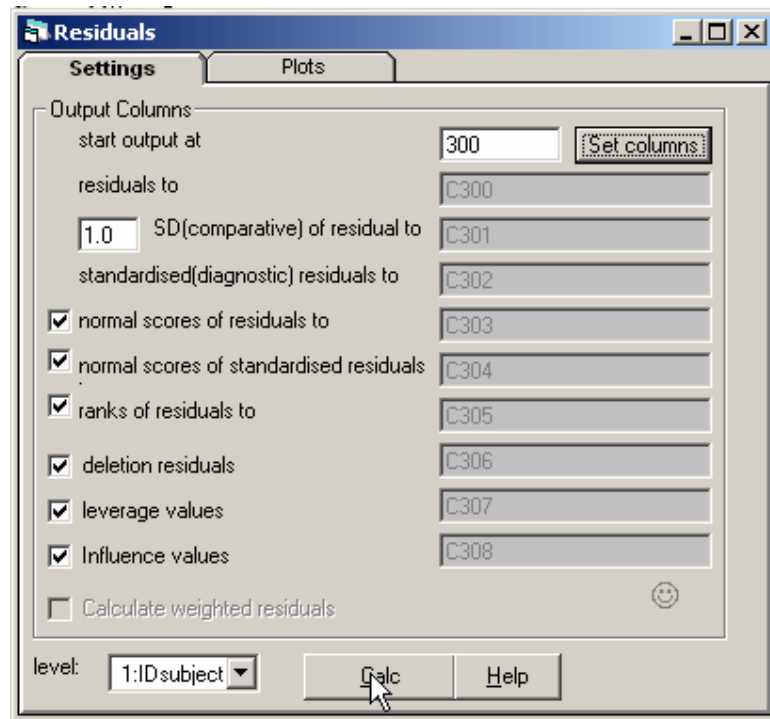 Residuals
Settings Plots
Output Columns
start output at 300 Set columns
residuals to C300
1.0 SD(comparative) of residual to C301
standardised(diagnostic) residuals to C302
normal scores of residuals to C303
normal scores of standardised residuals C304
ranks of residuals to C305
deletion residuals C306
leverage values C307
Influence values C308
Calculate weighted residuals
level: 1:IDsubject Calc Help